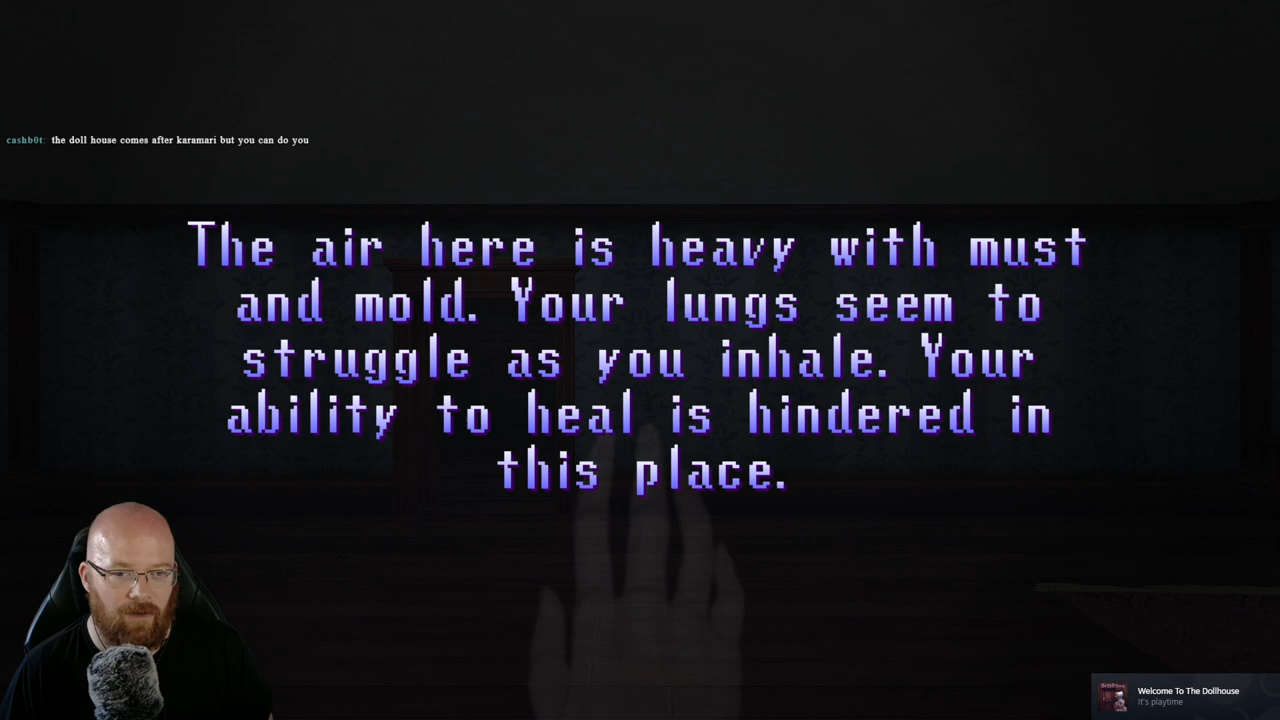 cashb0t: the doll house comes after karamari but you can do you
The air here is heavy with must
and mold. Your lungs seem to
struggle as you inhale. Your
ability to heal is hindered in
this place.
Welcome To The Dollhouse
It's playtime